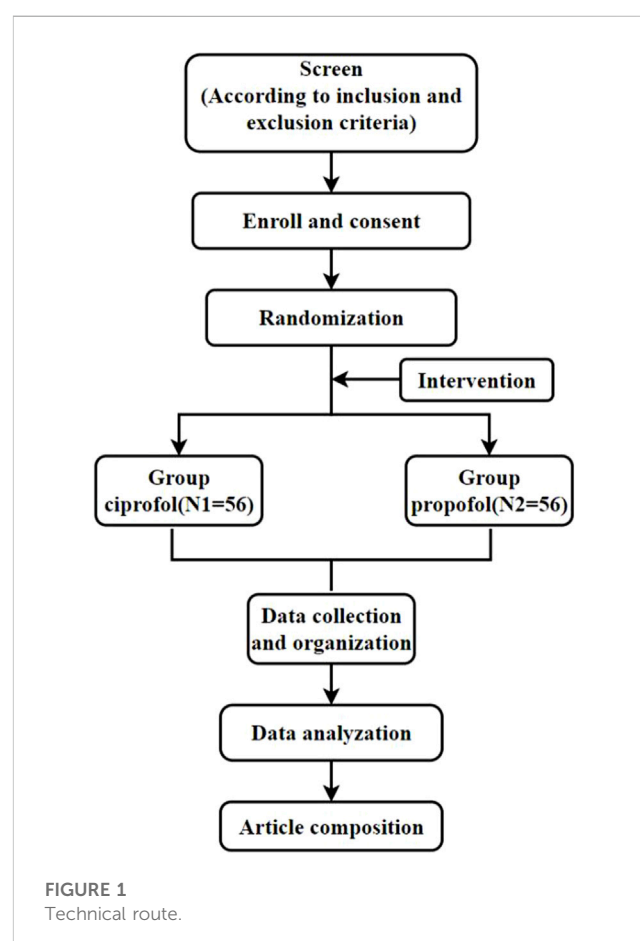 Screen
(According to inclusion and
exclusion criteria)
Enroll and consent
Randomization
Intervention
Group
ciprofol(N1=56)
Group
propofol(N2=56)
Data collection
and organization
Data analyzation
Article composition
FIGURE 1
Technical route.